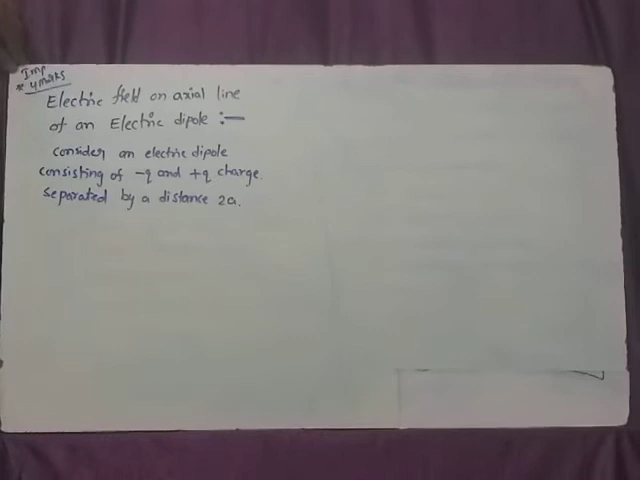 Imp
* 4 marks
Electric field on axial line
of an Electric dipole :—
consider an electric dipole
consisting of -q and +q charge.
separated by a distance 2a.